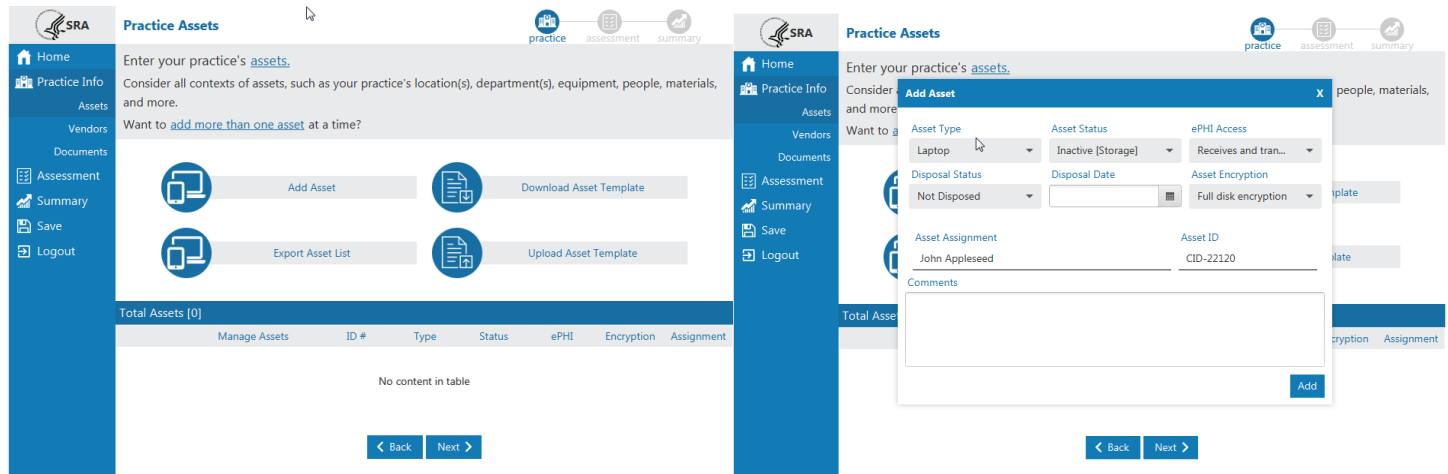 SRA
Practice Assets
practice
assessment
summary
Home
Practice Info
Assets
Vendors
Documents
Assessment
Summary
Save
Logout
Enter your practice's assets.
Consider all contexts of assets, such as your practice's location(s), department(s), equipment, people, materials,
and more.
Want to add more than one asset at a time?
Add Asset
Download Asset Template
Export Asset List
Upload Asset Template
Total Assets [0]
Manage Assets ID # Type Status ePHI Encryption Assignment
No content in table
Back Next
SRA
Practice Assets
practice
assessment
summary
Home
Practice Info
Assets
Vendors
Documents
Assessment
Summary
Save
Logout
Enter your practice's assets.
Consider people, materials,
and more
Want to
Add Asset X
Asset Type Asset Status ePHI Access
Laptop Inactive [Storage] Receives and tran...
Disposal Status Disposal Date Asset Encryption
Not Disposed Full disk encryption
Asset Assignment Asset ID
John Appleseed CID-22120
Comments
Add
Total Asse
cryption Assignment
Back Next